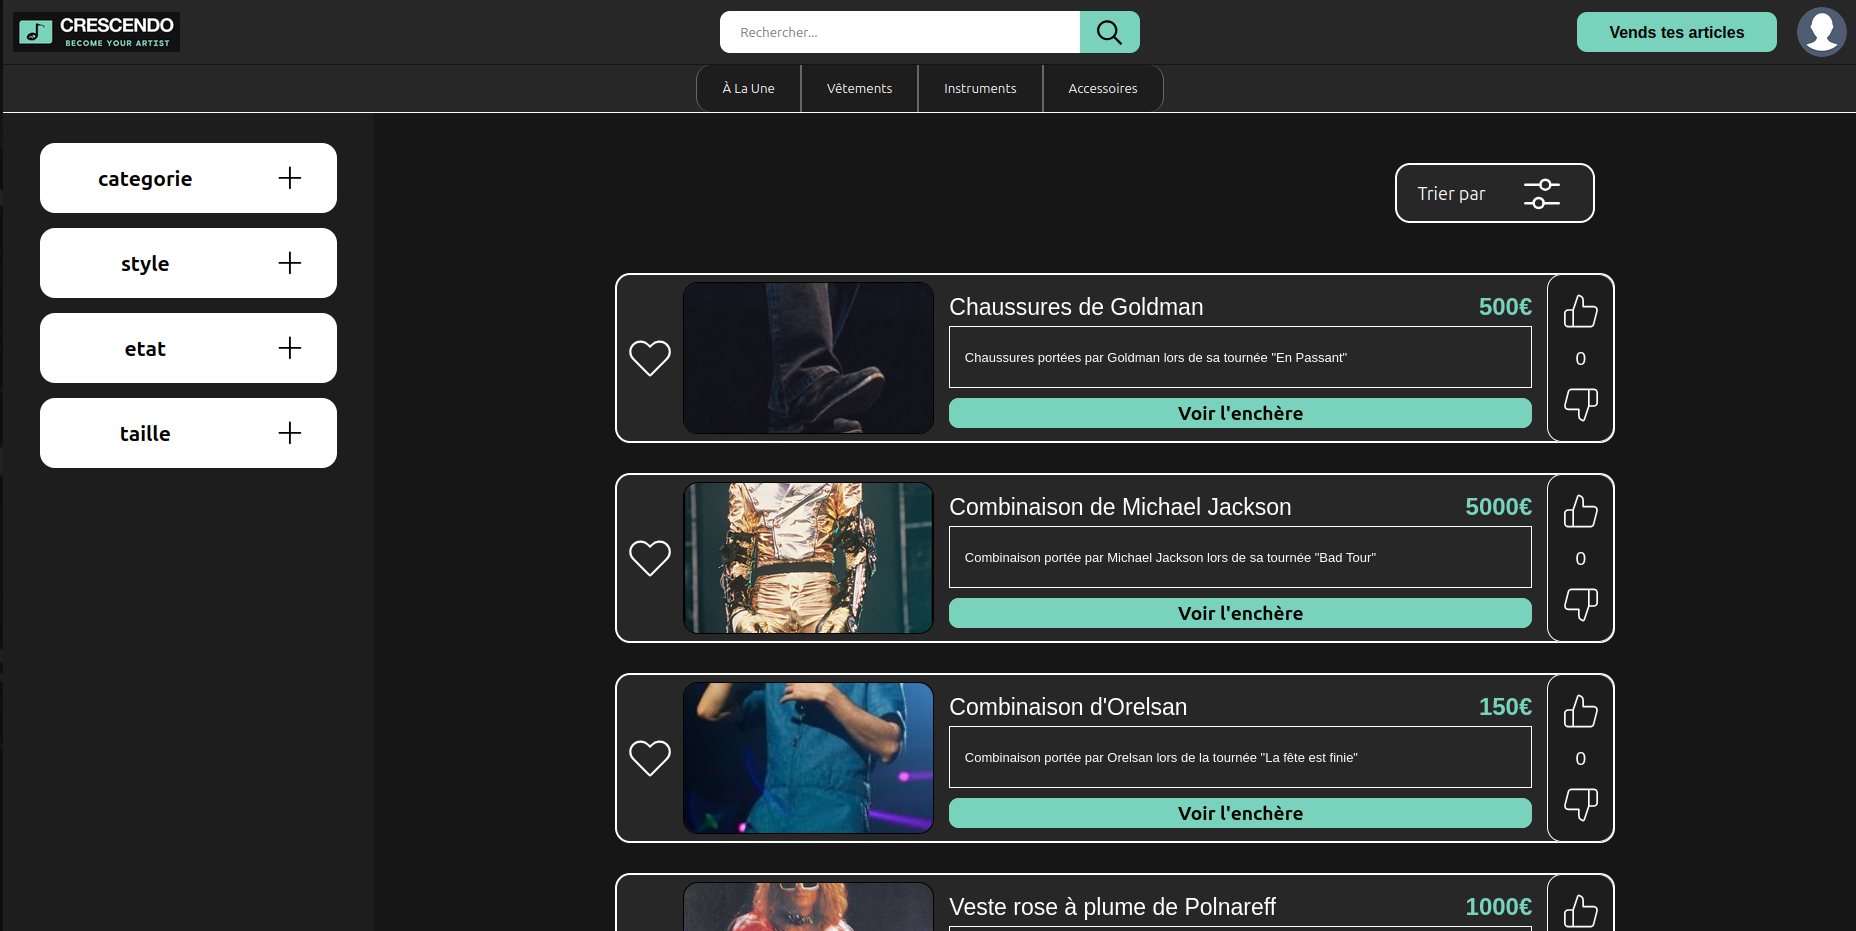 CRESCENDO
BECOME YOUR ARTIST
Rechercher...
Vends tes articles
À La Une
Vêtements
Instruments
Accessoires
categorie
style
etat
taille
Trier par
Chaussures de Goldman
500€
Chaussures portées par Goldman lors de sa tournée "En Passant"
Voir l'enchère
0
Combinaison de Michael Jackson
5000€
Combinaison portée par Michael Jackson lors de sa tournée "Bad Tour"
Voir l'enchère
0
Combinaison d'Orelsan
150€
Combinaison portée par Orelsan lors de la tournée "La fête est finie"
Voir l'enchère
0
Veste rose à plume de Polnareff
1000€